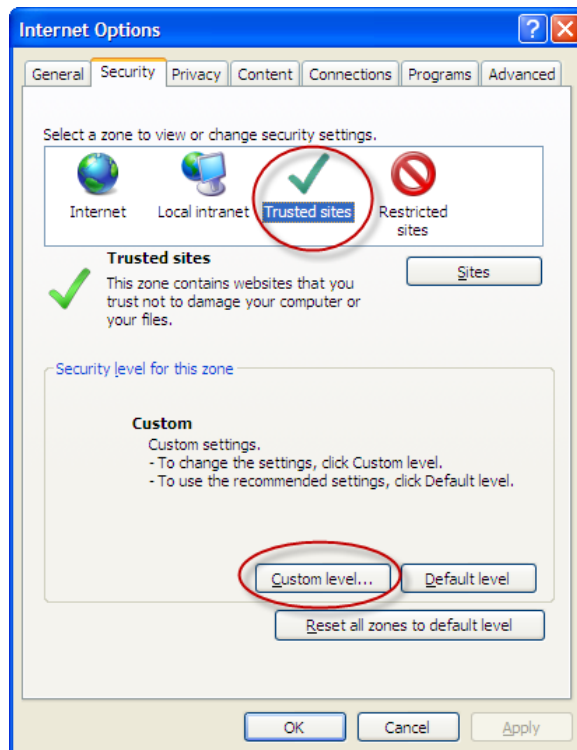 Internet Options
General Security Privacy Content Connections Programs Advanced
Select a zone to view or change security settings.
Internet Local intranet Trusted sites Restricted
sites
Trusted sites
Sites
This zone contains websites that you
trust not to damage your computer or
your files.
Security level for this zone
Custom
Custom settings.
- To change the settings, click Custom level.
- To use the recommended settings, click Default level.
Custom level... Default level
Reset all zones to default level
OK Cancel Apply